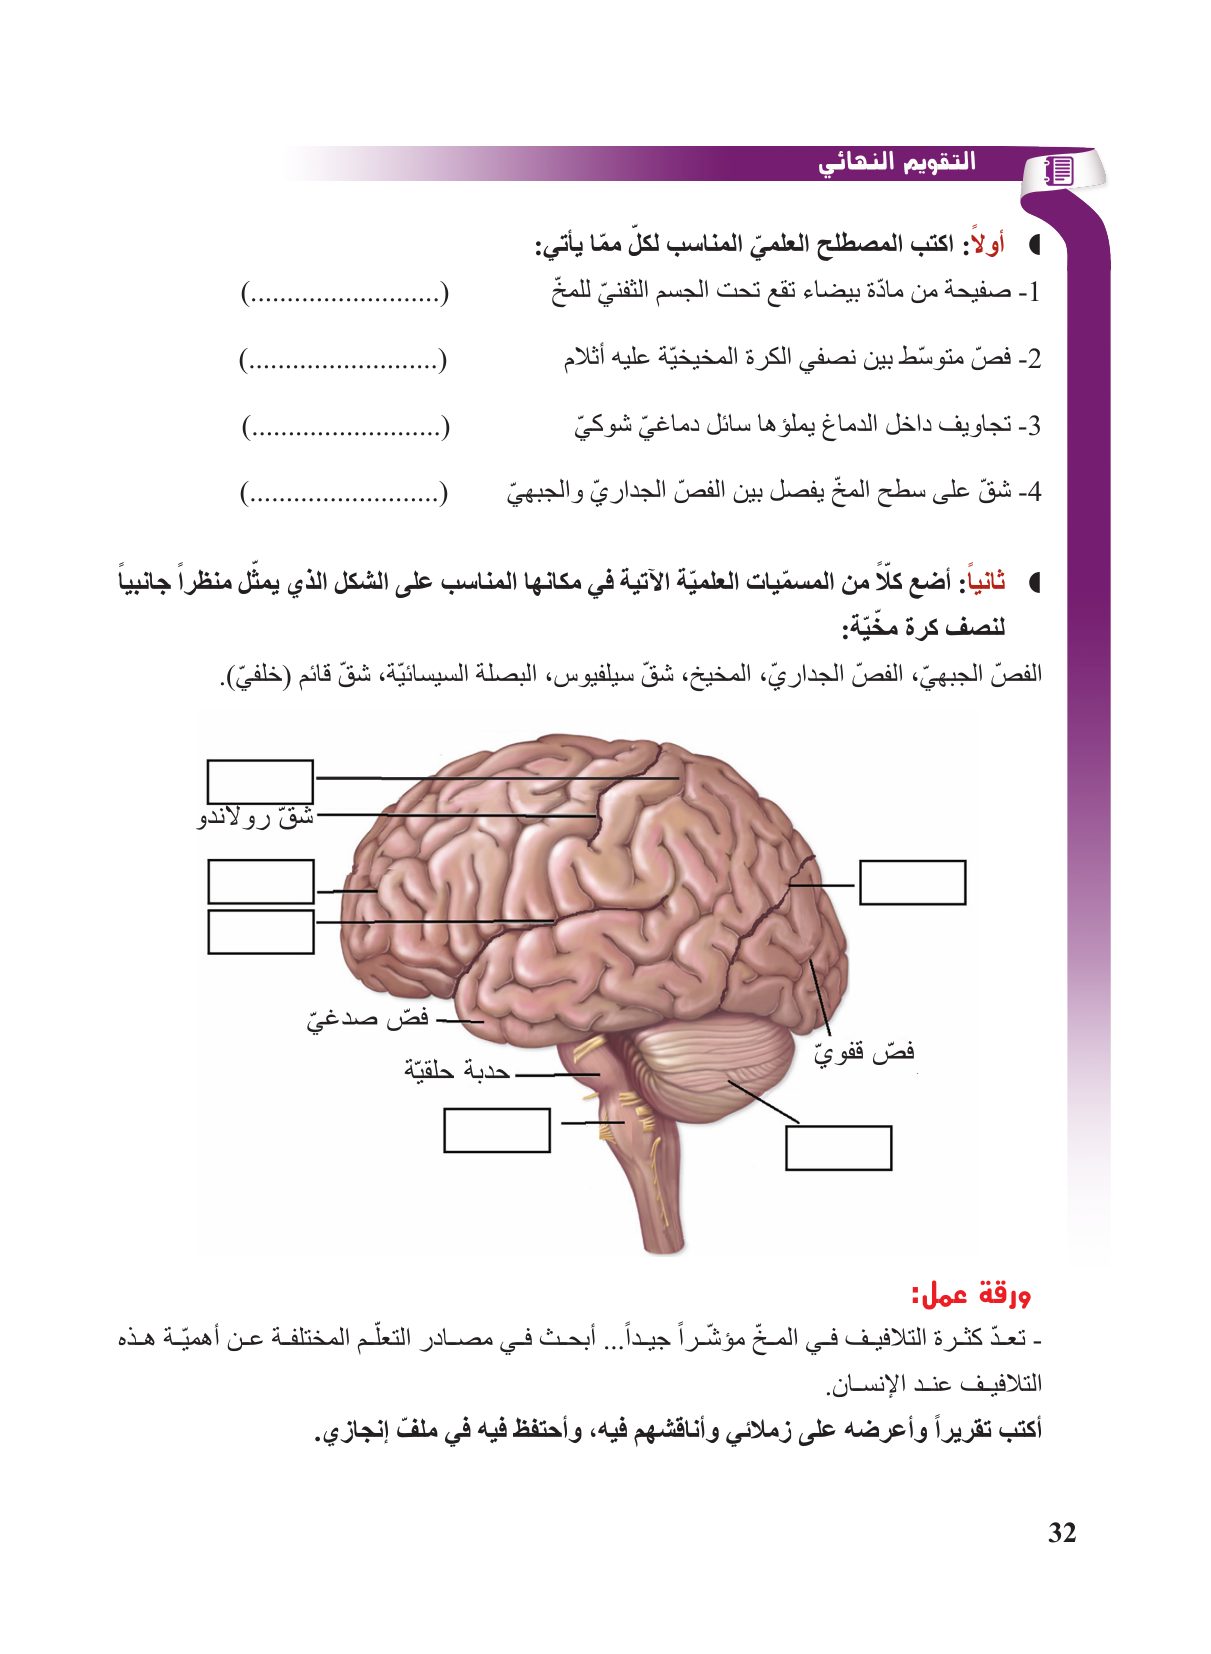 التقويم النهائي
أولاً: اكتب المصطلح العلميّ المناسب لكلّ ممّا يأتي:
1- صفيحة من مادّة بيضاء تقع تحت الجسم الثفنيّ للمخّ (..........................)
2- فصّ متوسّط بين نصفي الكرة المخيخيّة عليه أثلام (..........................)
3- تجاويف داخل الدماغ يملؤها سائل دماغيّ شوكيّ (..........................)
4- شقّ على سطح المخّ يفصل بين الفصّ الجداريّ والجبهيّ (..........................)
ثانياً: أضع كلّاً من المسمّيات العلميّة الآتية في مكانها المناسب على الشكل الذي يمثّل منظراً جانبياً
لنصف كرة مخّيّة:
الفصّ الجبهيّ، الفصّ الجداريّ، المخيخ، شقّ سيلفيوس، البصلة السيسائيّة، شقّ قائم (خلفيّ).
شقّ رولاندو
فصّ صدغيّ
فصّ قفويّ
حدبة حلقيّة
ورقة عمل:
- تعدّ كثرة التلافيف في المخّ مؤشّراً جيداً... أبحث في مصادر التعلّم المختلفة عن أهميّة هذه
التلافيف عند الإنسان.
أكتب تقريراً وأعرضه على زملائي وأناقشهم فيه، وأحتفظ فيه في ملفّ إنجازي.
32